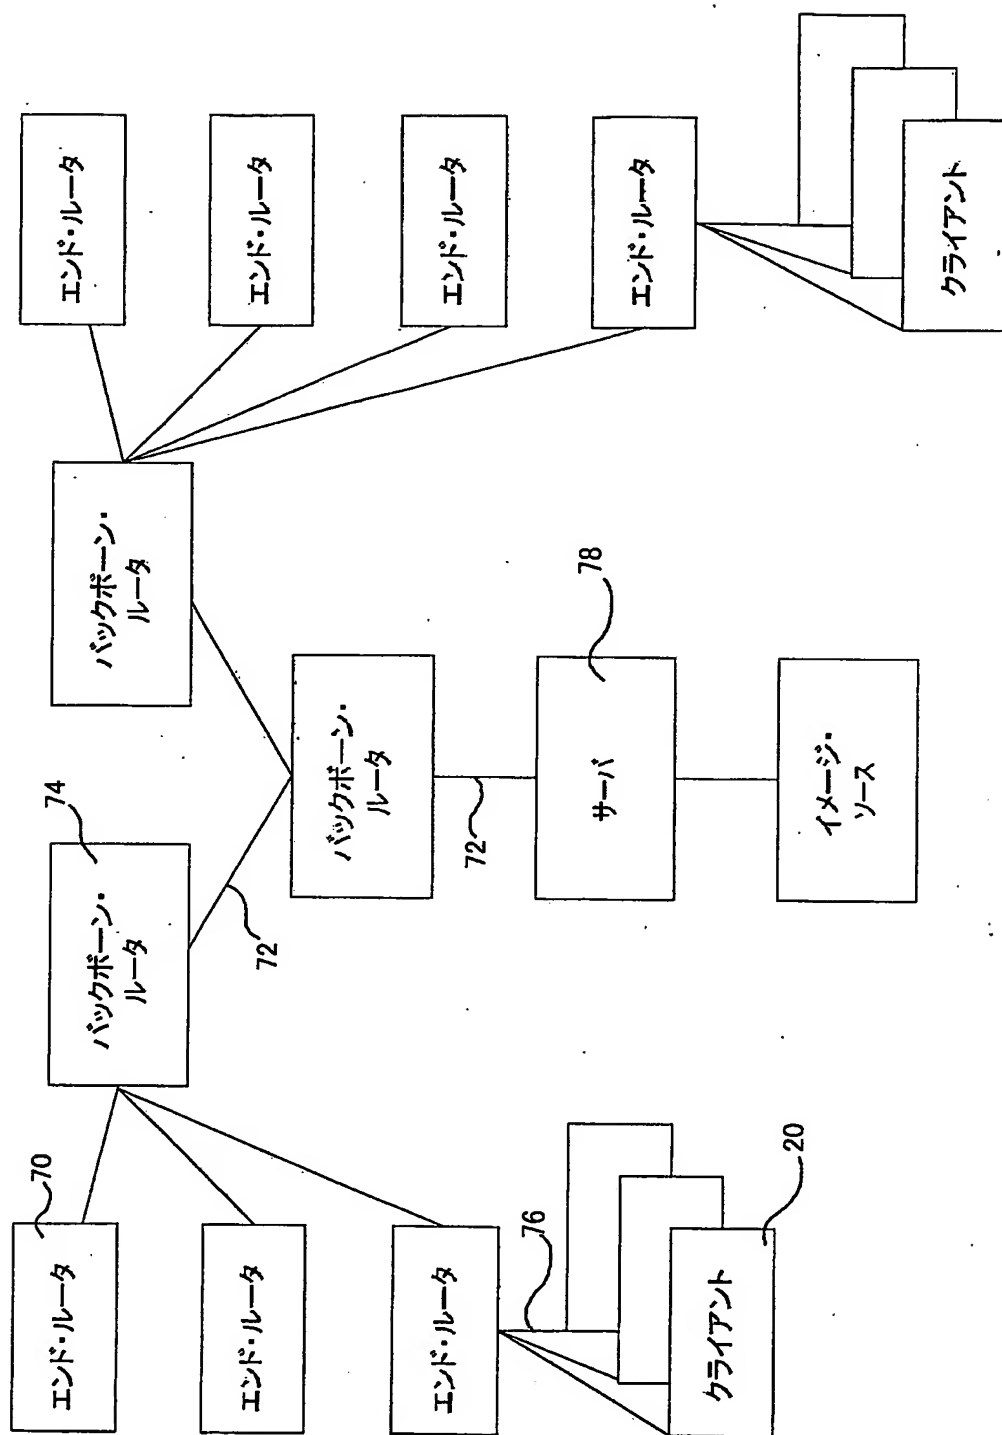 70
エンド・ルータ
74
バックボーン・
ルータ
バックボーン・
ルータ
エンド・ルータ
エンド・ルータ
72
エンド・ルータ
バックボーン・
ルータ
エンド・ルータ
エンド・ルータ
72
76
サーバ
78
エンド・ルータ
クライアント
20
イメージ・
ソース
クライアント